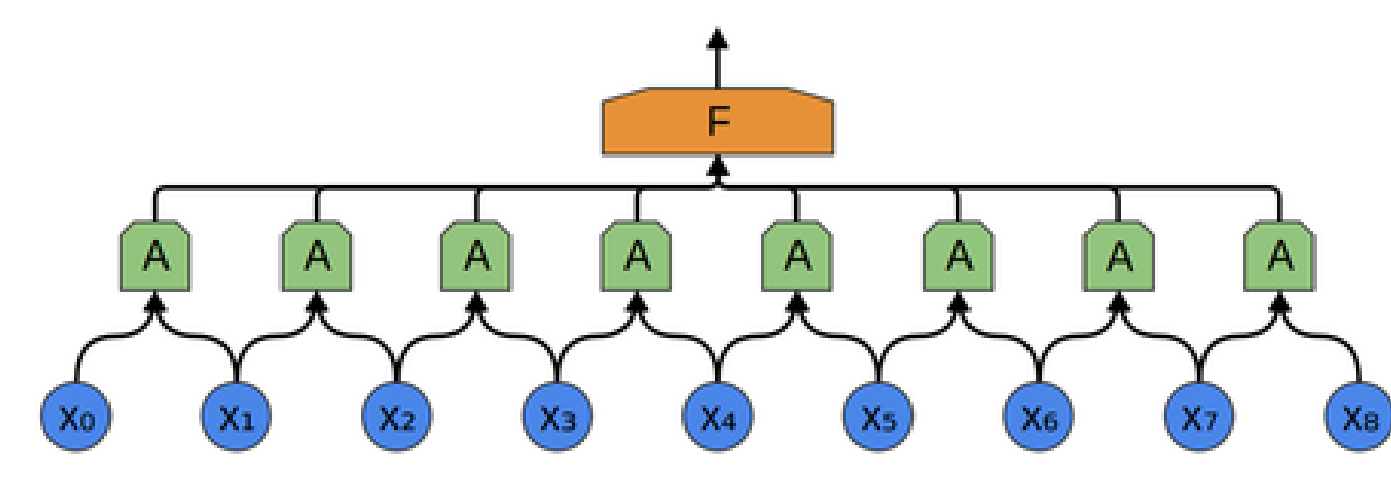 F
A A A A A A A A
x₀ x₁ x₂ x₃ x₄ x₅ x₆ x₇ x₈